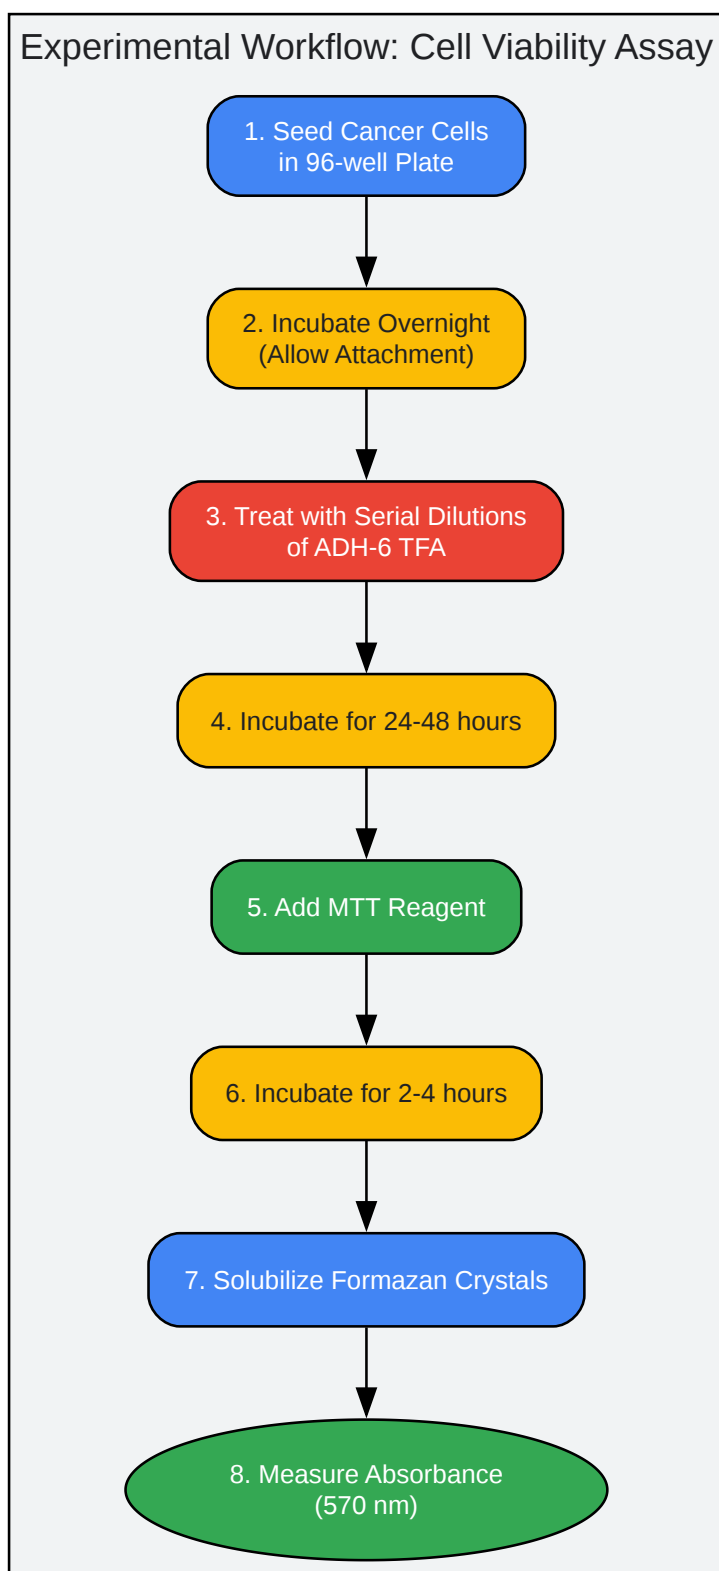 Experimental Workflow: Cell Viability Assay
1. Seed Cancer Cells
in 96-well Plate
2. Incubate Overnight
(Allow Attachment)
3. Treat with Serial Dilutions
of ADH-6 TFA
4. Incubate for 24-48 hours
5. Add MTT Reagent
6. Incubate for 2-4 hours
7. Solubilize Formazan Crystals
8. Measure Absorbance
(570 nm)